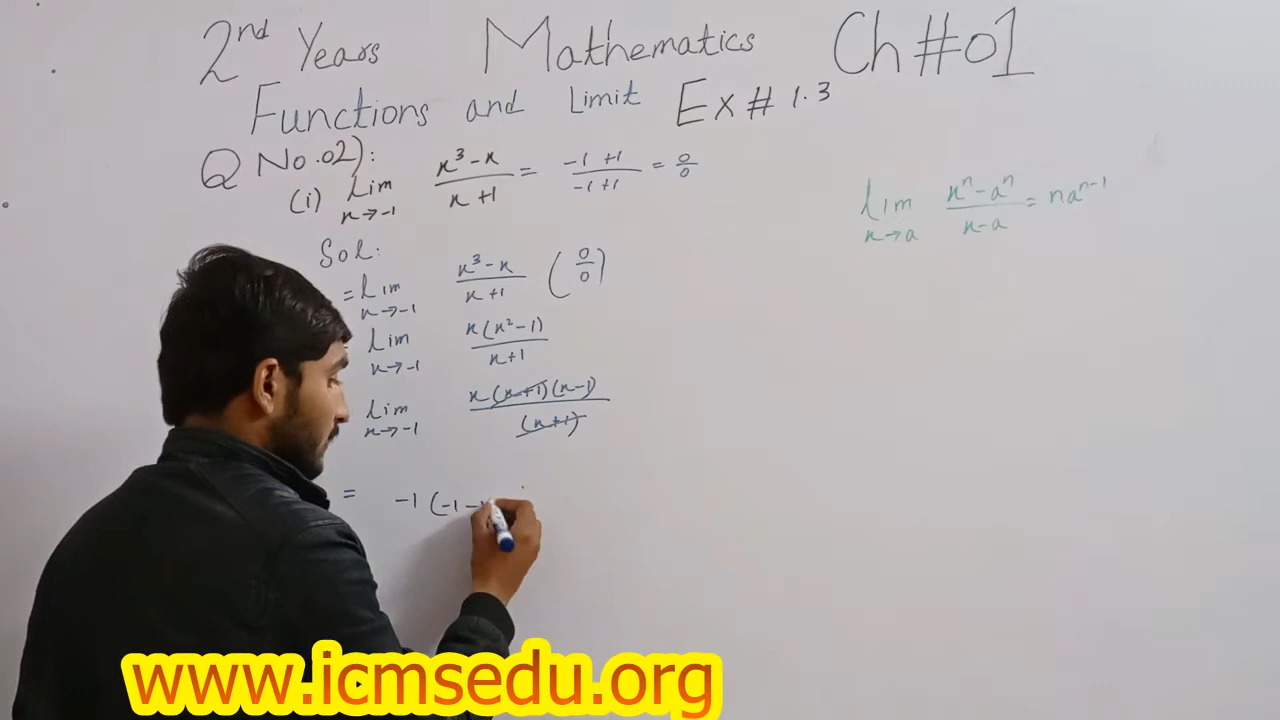 2nd Years Mathematics Ch#01
Functions and Limit Ex# 1.3
Q No.02):
(i) Lim x→-1 x³-x / x+1 = -1+1 / -1+1 = 0/0
lim x→a xⁿ-aⁿ / x-a = naⁿ⁻¹
Sol:
= Lim x→-1 x³-x / x+1 (0/0)
Lim x→-1 x(x²-1) / x+1
Lim x→-1 x(x+1)(x-1) / (x+1)
= -1(-1-
www.icmsedu.org